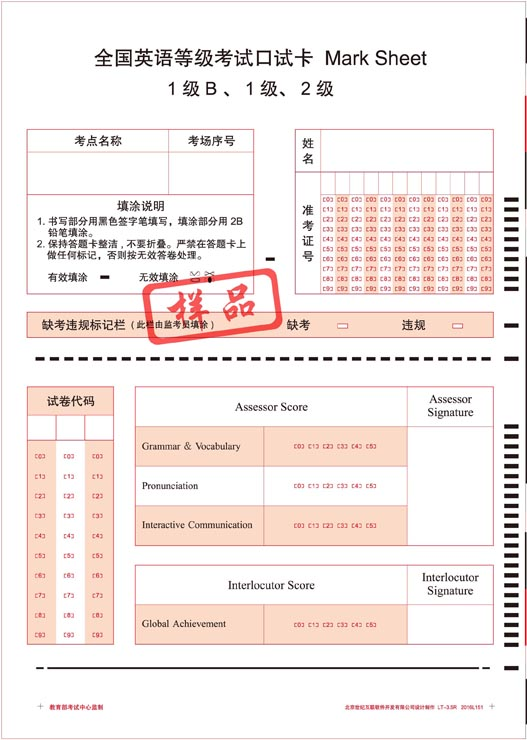 全国英语等级考试口试卡 Mark Sheet
1级B、1级、2级
考点名称 考场序号
填涂说明
1. 书写部分用黑色签字笔填写，填涂部分用2B
铅笔填涂。
2. 保持答题卡整洁，不要折叠。严禁在答题卡上
做任何标记，否则按无效答卷处理。
有效填涂 无效填涂
姓名
准考证号
[0] [0] [0] [0] [0] [0] [0] [0] [0] [0] [0] [0]
[1] [1] [1] [1] [1] [1] [1] [1] [1] [1] [1] [1]
[2] [2] [2] [2] [2] [2] [2] [2] [2] [2] [2] [2]
[3] [3] [3] [3] [3] [3] [3] [3] [3] [3] [3] [3]
[4] [4] [4] [4] [4] [4] [4] [4] [4] [4] [4] [4]
[5] [5] [5] [5] [5] [5] [5] [5] [5] [5] [5] [5]
[6] [6] [6] [6] [6] [6] [6] [6] [6] [6] [6] [6]
[7] [7] [7] [7] [7] [7] [7] [7] [7] [7] [7] [7]
[8] [8] [8] [8] [8] [8] [8] [8] [8] [8] [8] [8]
[9] [9] [9] [9] [9] [9] [9] [9] [9] [9] [9] [9]
样品
缺考违规标记栏（此栏由监考员填涂） 缺考 违规
试卷代码
[0] [0] [0]
[1] [1] [1]
[2] [2] [2]
[3] [3] [3]
[4] [4] [4]
[5] [5] [5]
[6] [6] [6]
[7] [7] [7]
[8] [8] [8]
[9] [9] [9]
Assessor Score Assessor Signature
Grammar & Vocabulary [0] [1] [2] [3] [4] [5]
Pronunciation [0] [1] [2] [3] [4] [5]
Interactive Communication [0] [1] [2] [3] [4] [5]
Interlocutor Score Interlocutor Signature
Global Achievement [0] [1] [2] [3] [4] [5]
教育部考试中心监制
北京世纪互联软件开发有限公司设计制作 LT-3.5R 2016L151